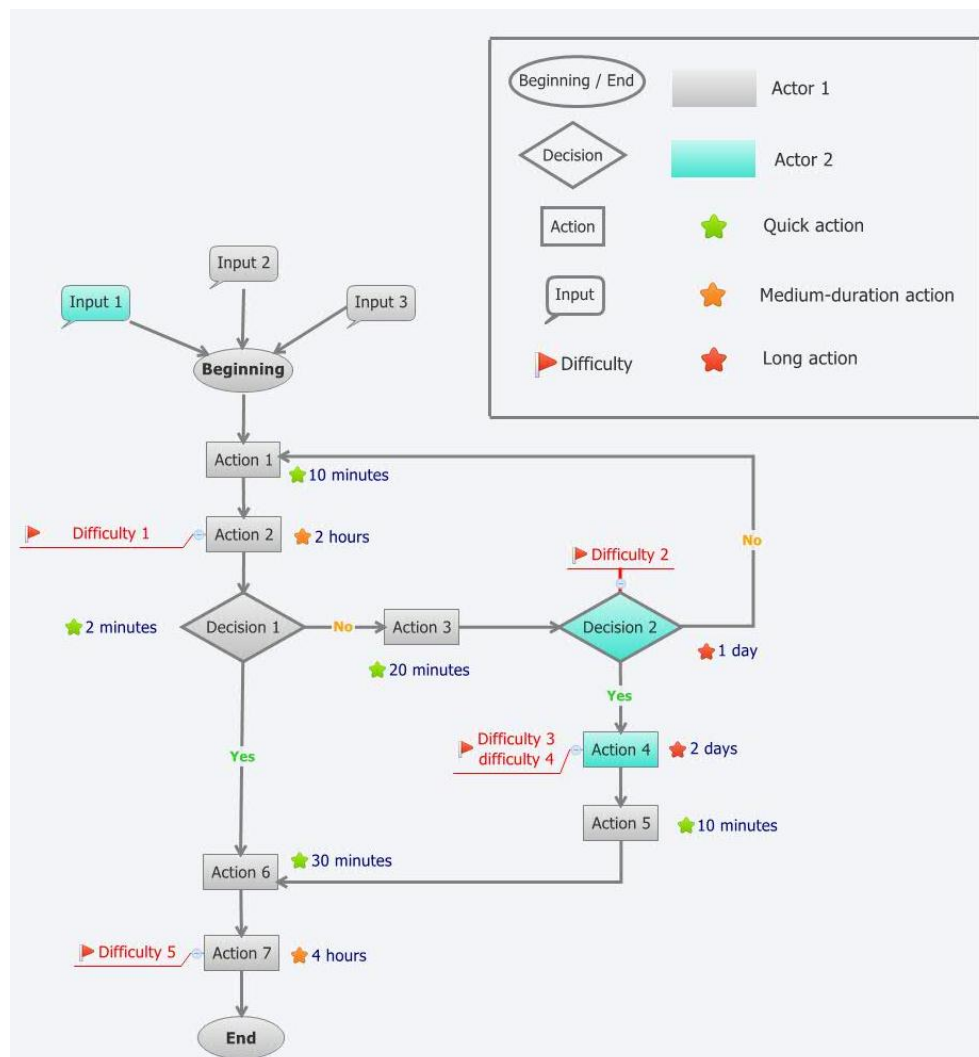 Beginning / End
Actor 1
Decision
Actor 2
Action
Quick action
Input
Medium-duration action
Difficulty
Long action
Input 2
Input 1
Input 3
Beginning
Action 1
10 minutes
Difficulty 1
Action 2
2 hours
No
Difficulty 2
2 minutes
Decision 1
No
Action 3
Decision 2
20 minutes
1 day
Yes
Difficulty 3
difficulty 4
Action 4
2 days
Yes
Action 5
10 minutes
30 minutes
Action 6
Difficulty 5
Action 7
4 hours
End